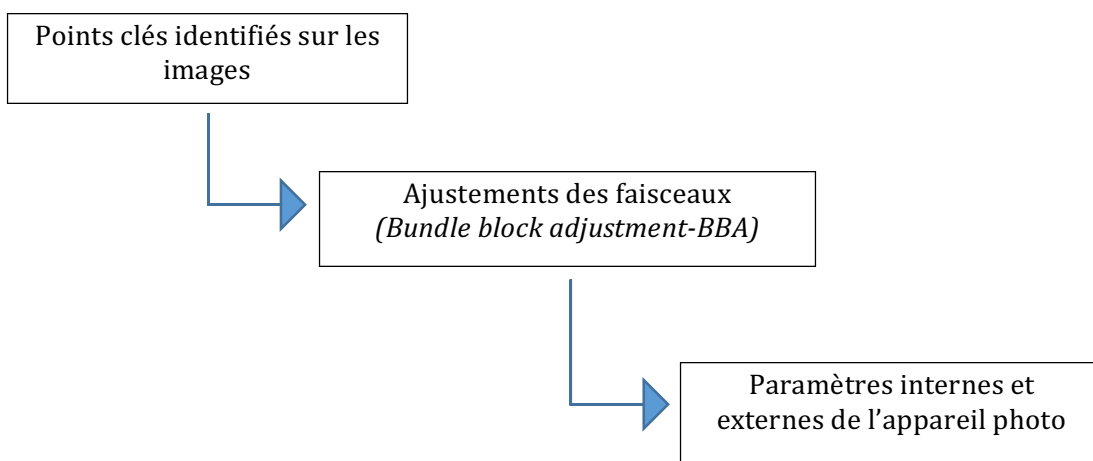 Points clés identifiés sur les
images
Ajustements des faisceaux
(Bundle block adjustment-BBA)
Paramètres internes et
externes de l’appareil photo